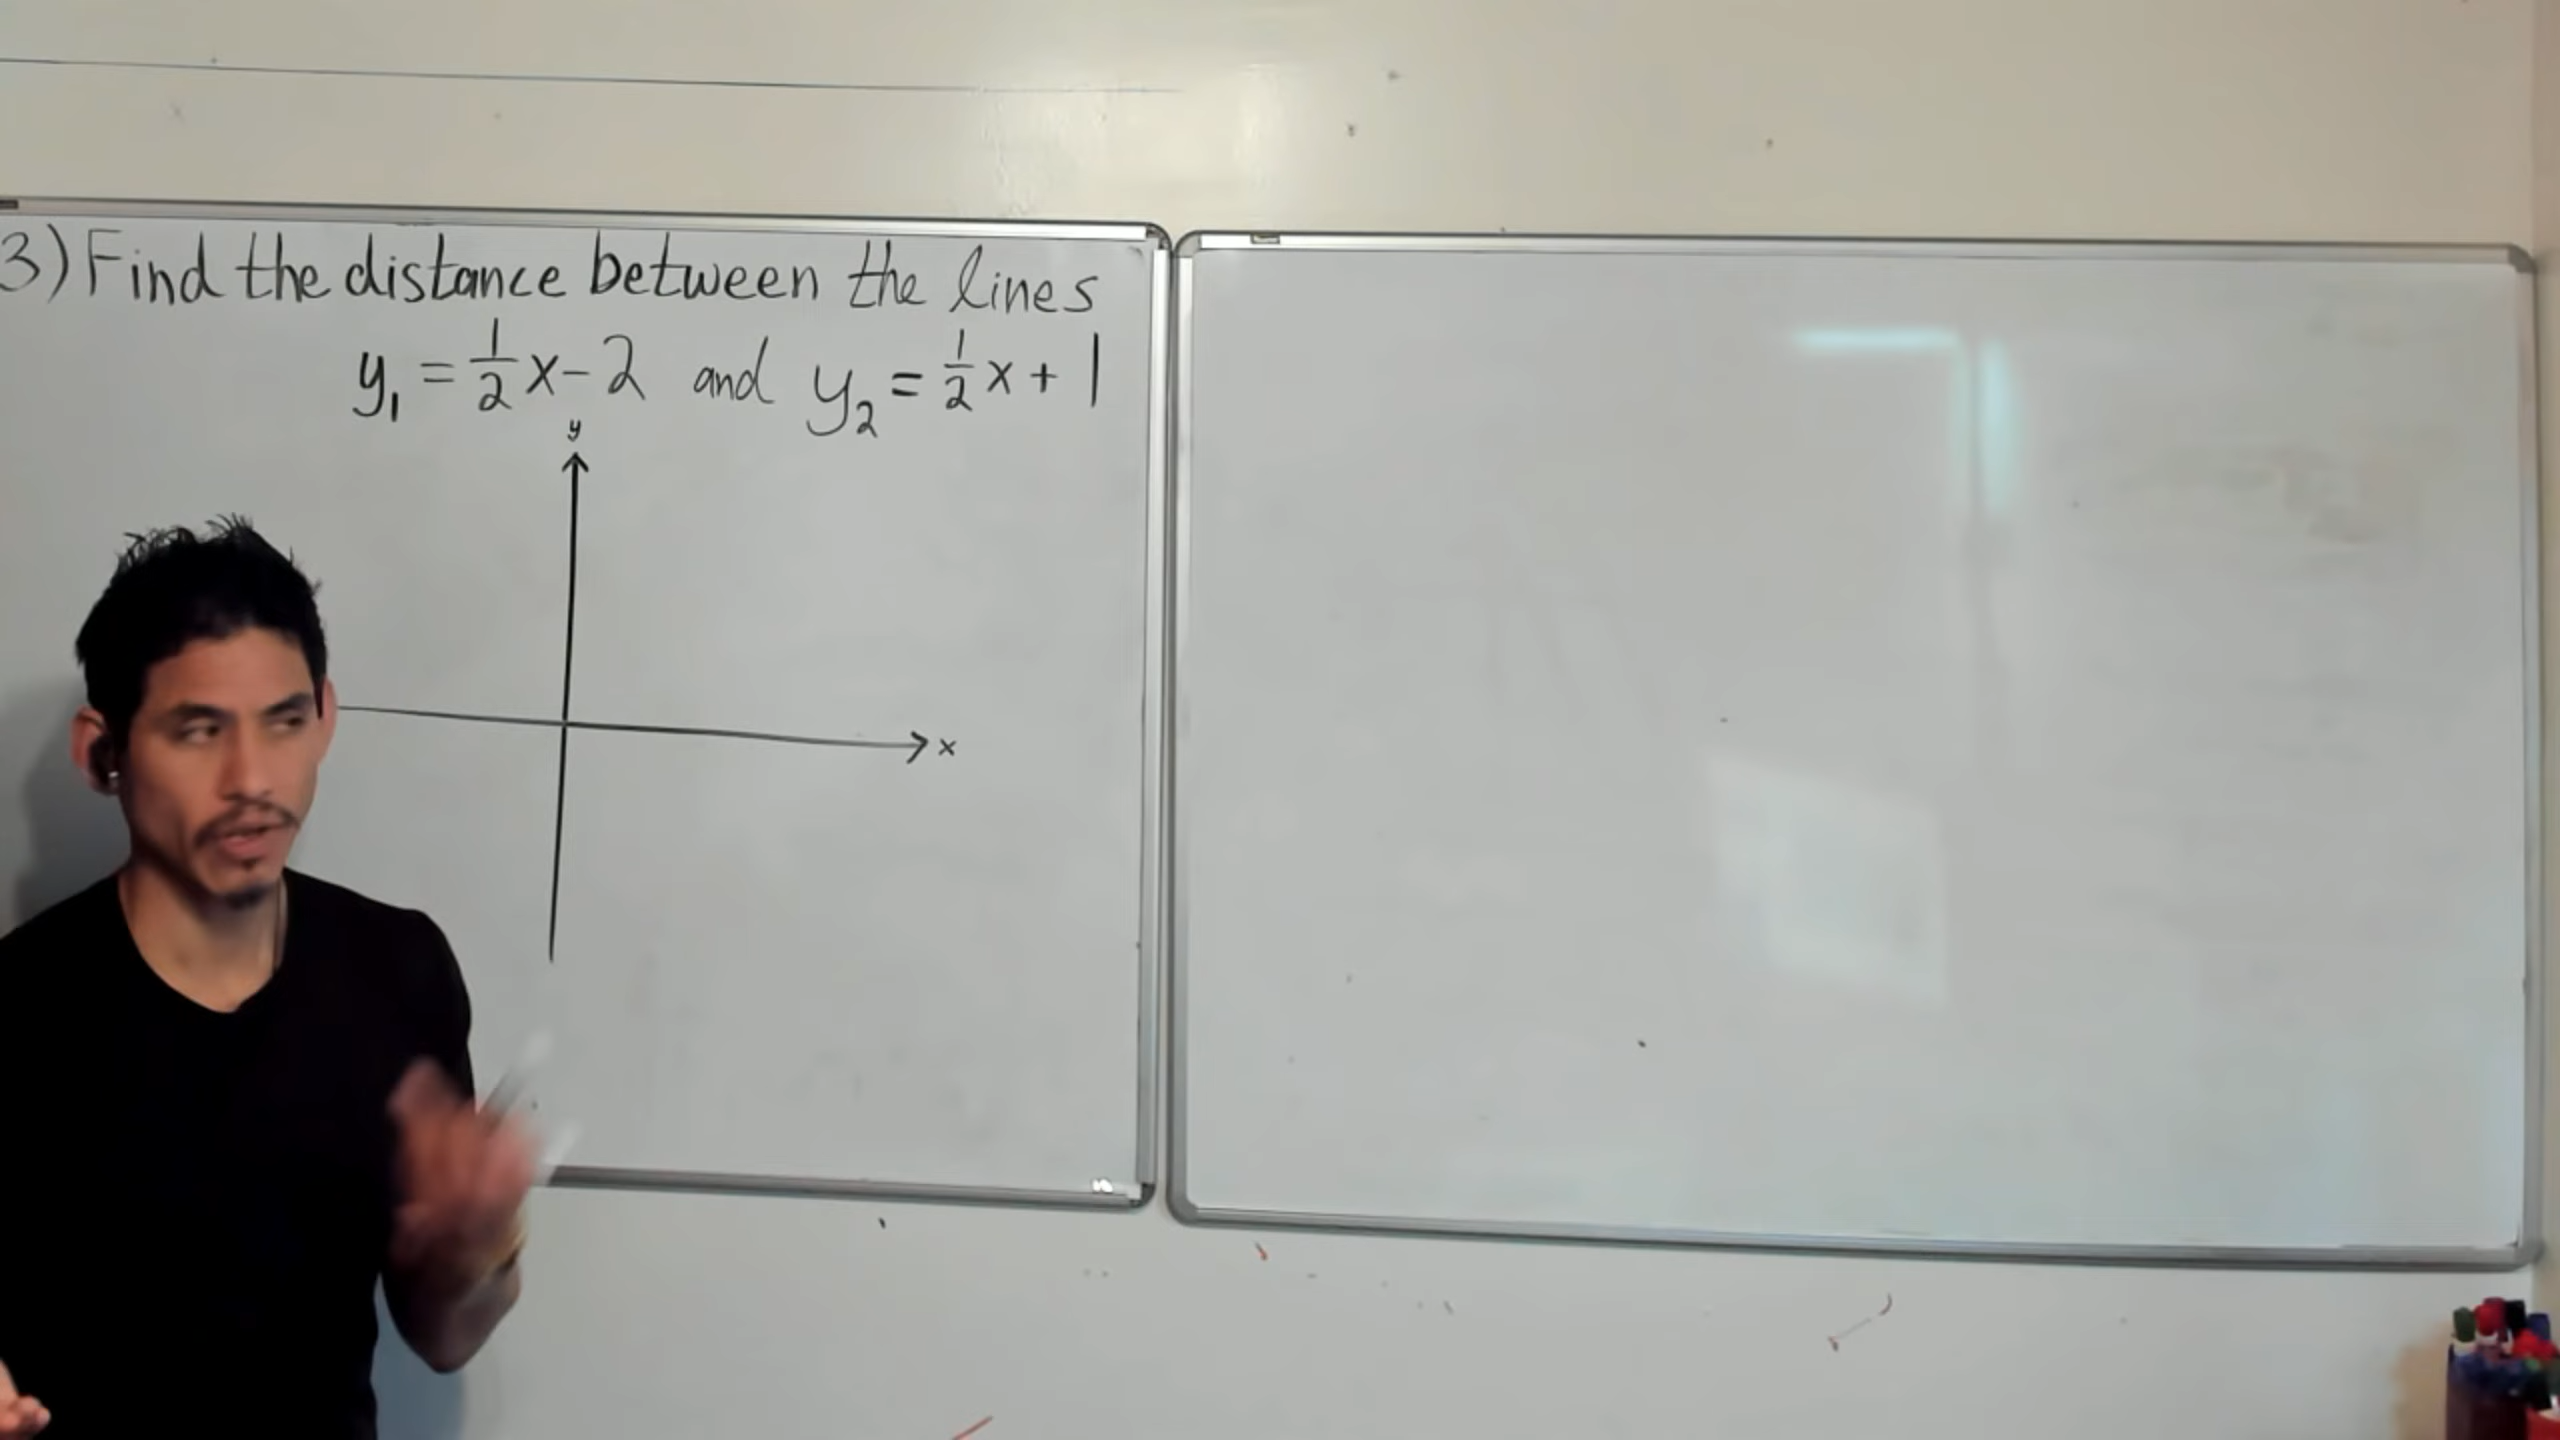 3) Find the distance between the lines
y₁ = 1/2 x - 2 and y₂ = 1/2 x + 1
y
x